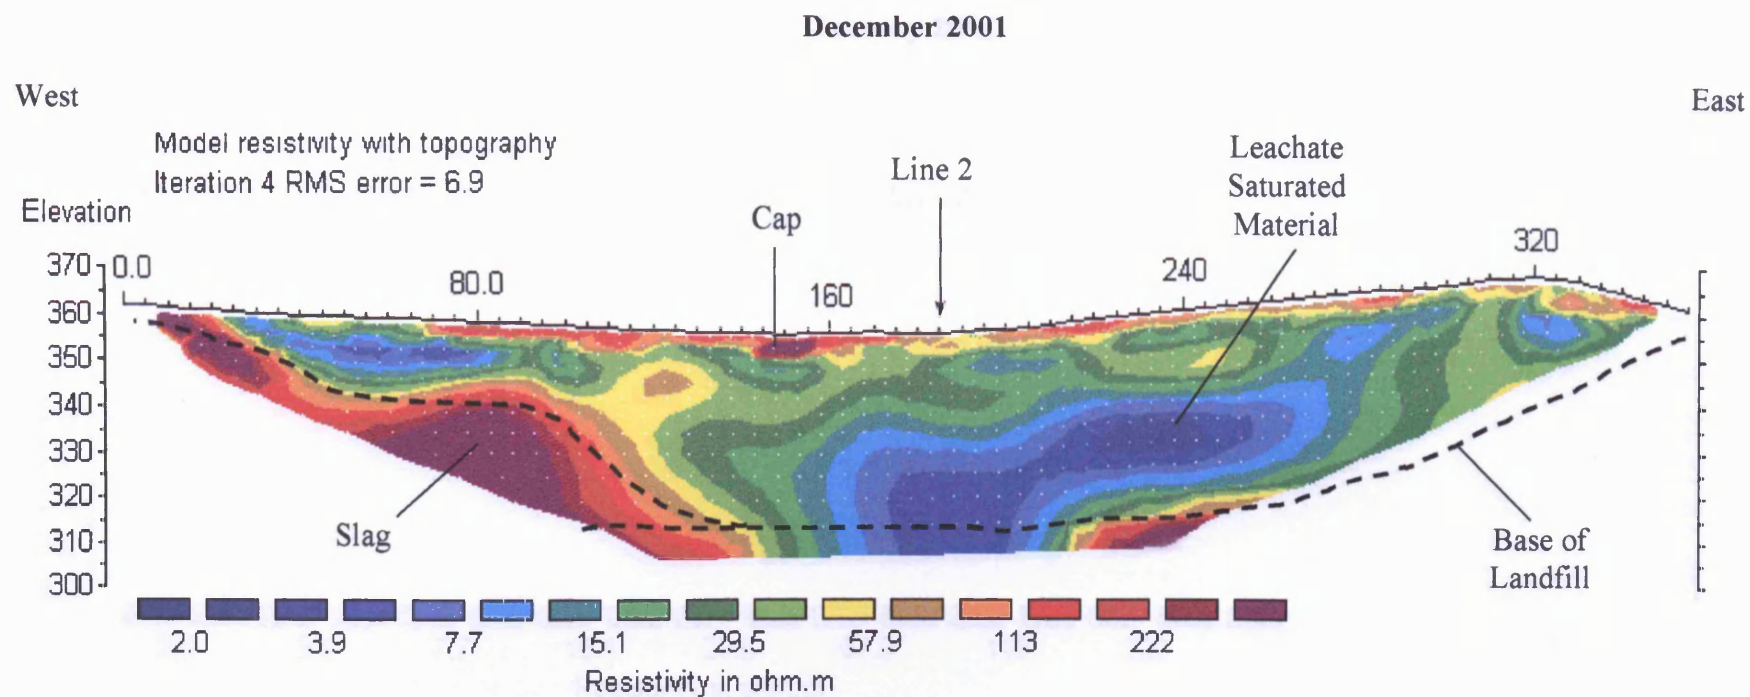 December 2001
West
East
Model resistivity with topography
Iteration 4 RMS error = 6.9
Elevation
Cap
Line 2
Leachate
Saturated
Material
370
0.0
80.0
160
240
320
360
350
340
330
320
310
300
Slag
Base of
Landfill
2.0 3.9 7.7 15.1 29.5 57.9 113 222
Resistivity in ohm.m